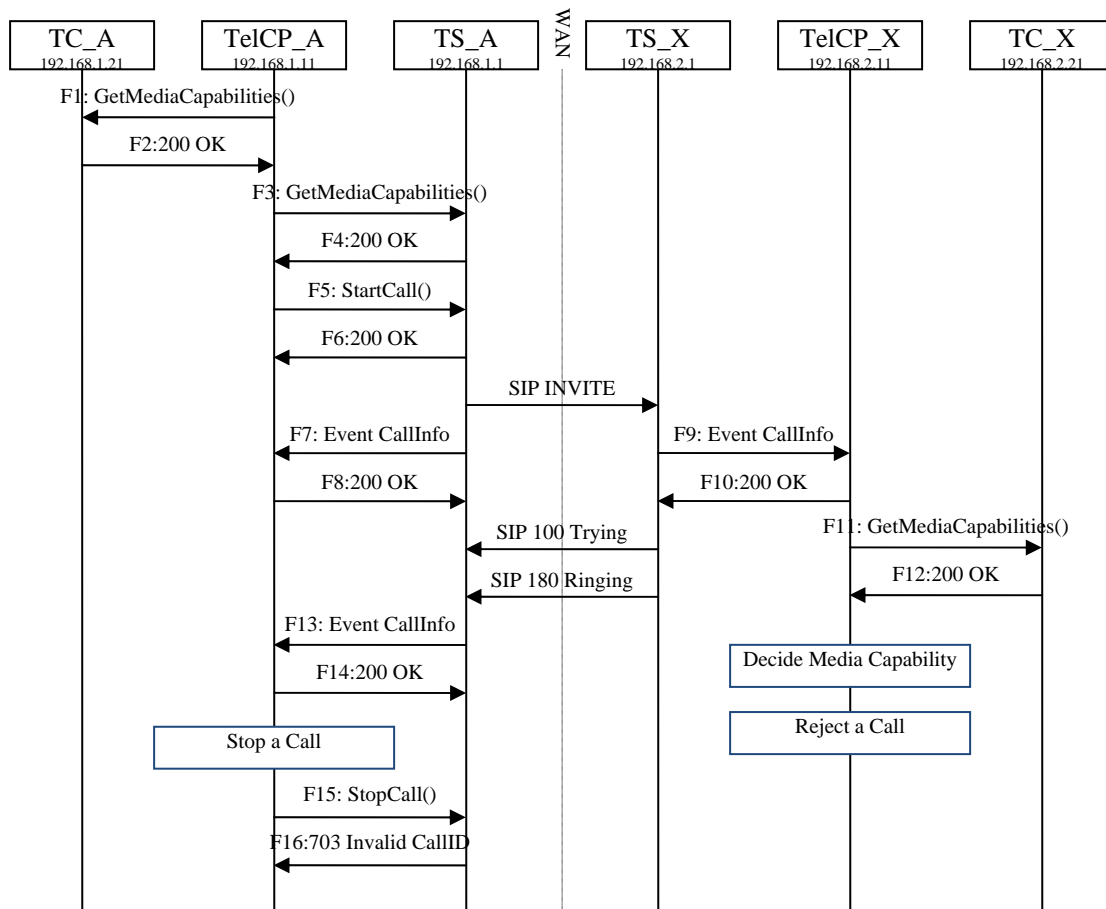 TC_A
192.168.1.21
TelCP_A
192.168.1.11
TS_A
192.168.1.1
WAN
TS_X
192.168.2.1
TelCP_X
192.168.2.11
TC_X
192.168.2.21
F1: GetMediaCapabilities()
F2:200 OK
F3: GetMediaCapabilities()
F4:200 OK
F5: StartCall()
F6:200 OK
SIP INVITE
F7: Event CallInfo
F9: Event CallInfo
F8:200 OK
F10:200 OK
SIP 100 Trying
F11: GetMediaCapabilities()
SIP 180 Ringing
F12:200 OK
F13: Event CallInfo
Decide Media Capability
F14:200 OK
Stop a Call
Reject a Call
F15: StopCall()
F16:703 Invalid CallID